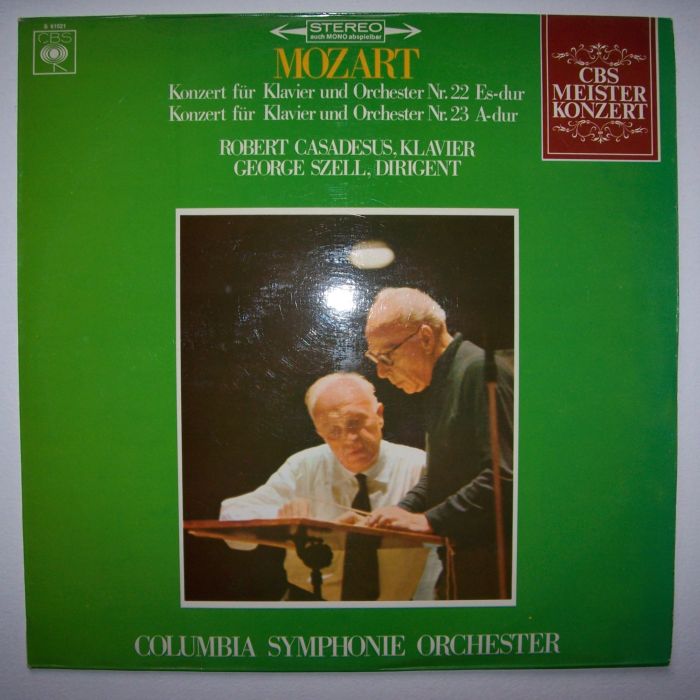 S 61021
CBS
STEREO
auch MONO abspielbar
MOZART
Konzert für Klavier und Orchester Nr. 22 Es-dur
Konzert für Klavier und Orchester Nr. 23 A-dur
ROBERT CASADESUS, KLAVIER
GEORGE SZELL, DIRIGENT
CBS
MEISTER
KONZERT
COLUMBIA SYMPHONIE ORCHESTER